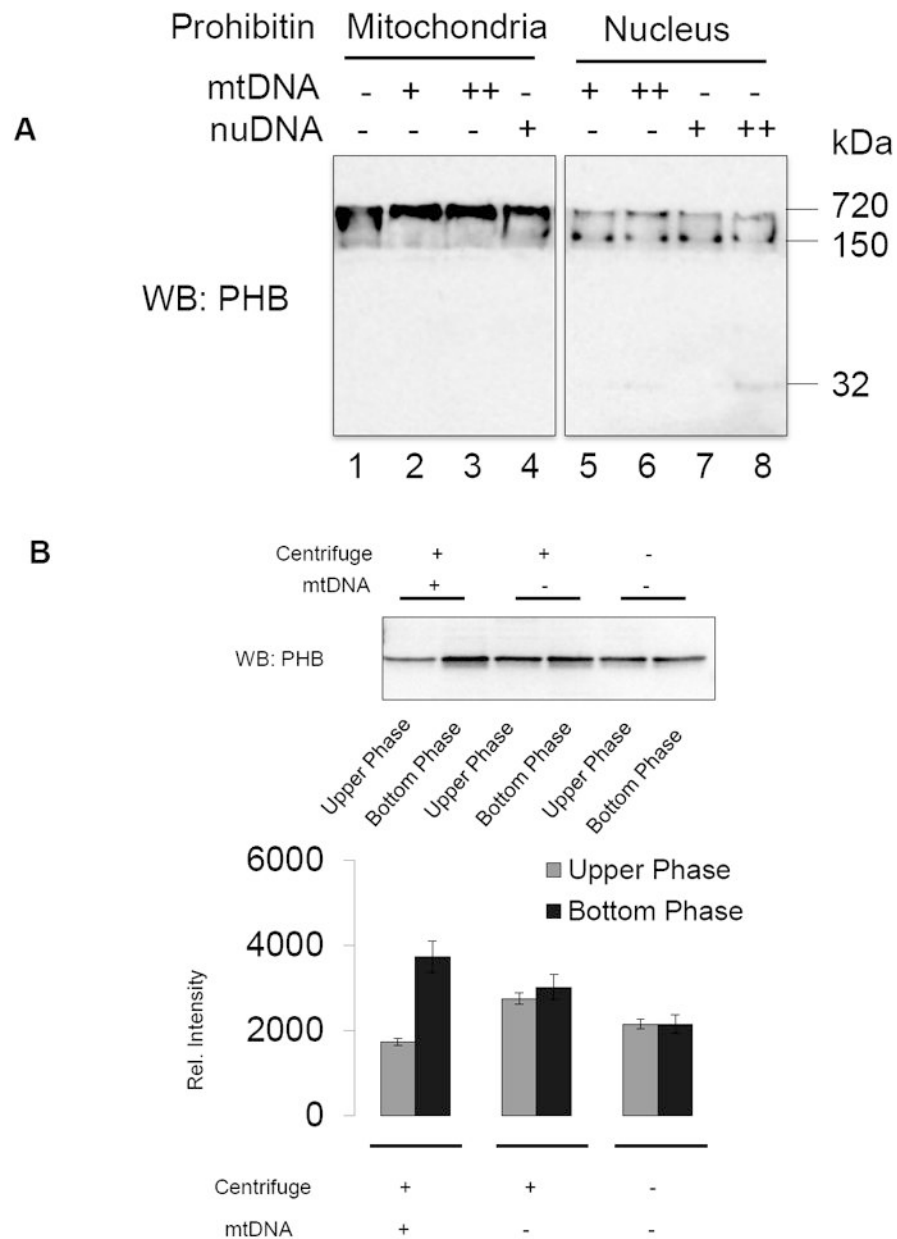 Prohibitin Mitochondria Nucleus
mtDNA - + ++ - + ++ - -
A nuDNA - - - + - - + ++ kDa
720
150
WB: PHB
32
1 2 3 4 5 6 7 8
B Centrifuge + + -
mtDNA + - -
WB: PHB
Upper Phase Bottom Phase Upper Phase Bottom Phase Upper Phase Bottom Phase
6000 Upper Phase
Bottom Phase
4000
2000
0
Rel. Intensity
Centrifuge + + -
mtDNA + - -